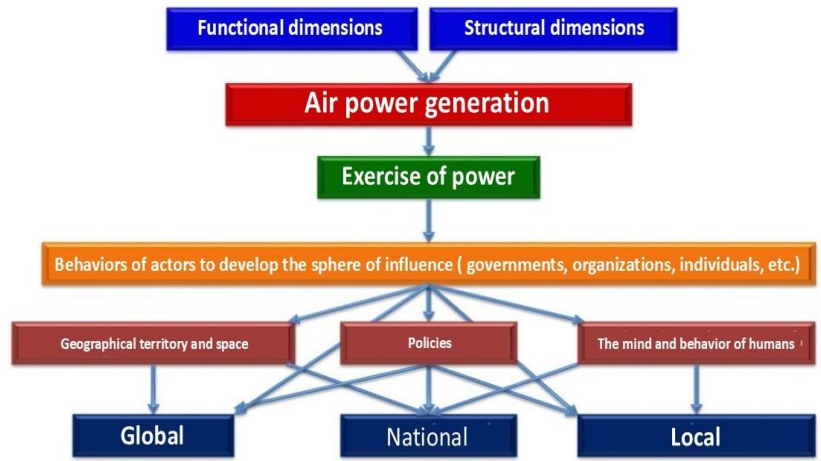 Functional dimensions
Structural dimensions
Air power generation
Exercise of power
Behaviors of actors to develop the sphere of influence ( governments, organizations, individuals, etc.)
Geographical territory and space
Policies
The mind and behavior of humans
Global
National
Local